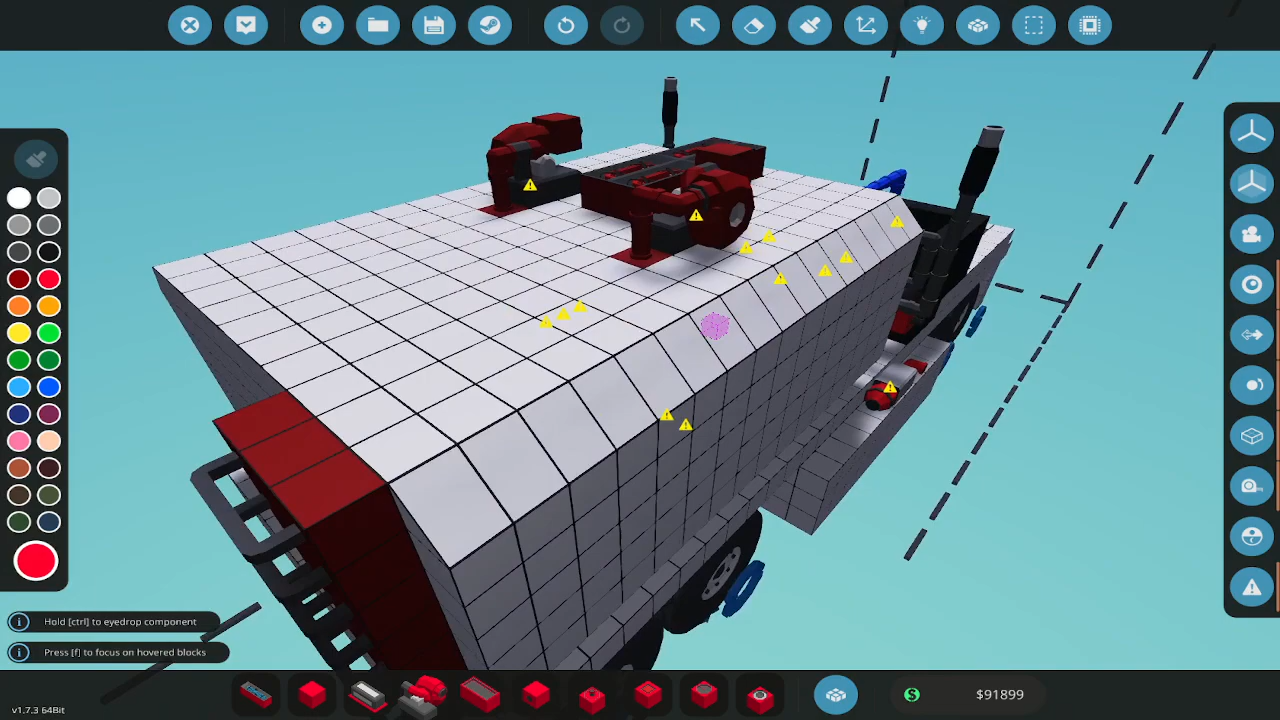 Hold [ctrl] to eyedrop component
Press [f] to focus on hovered blocks
$91899
v1.7.3 64Bit